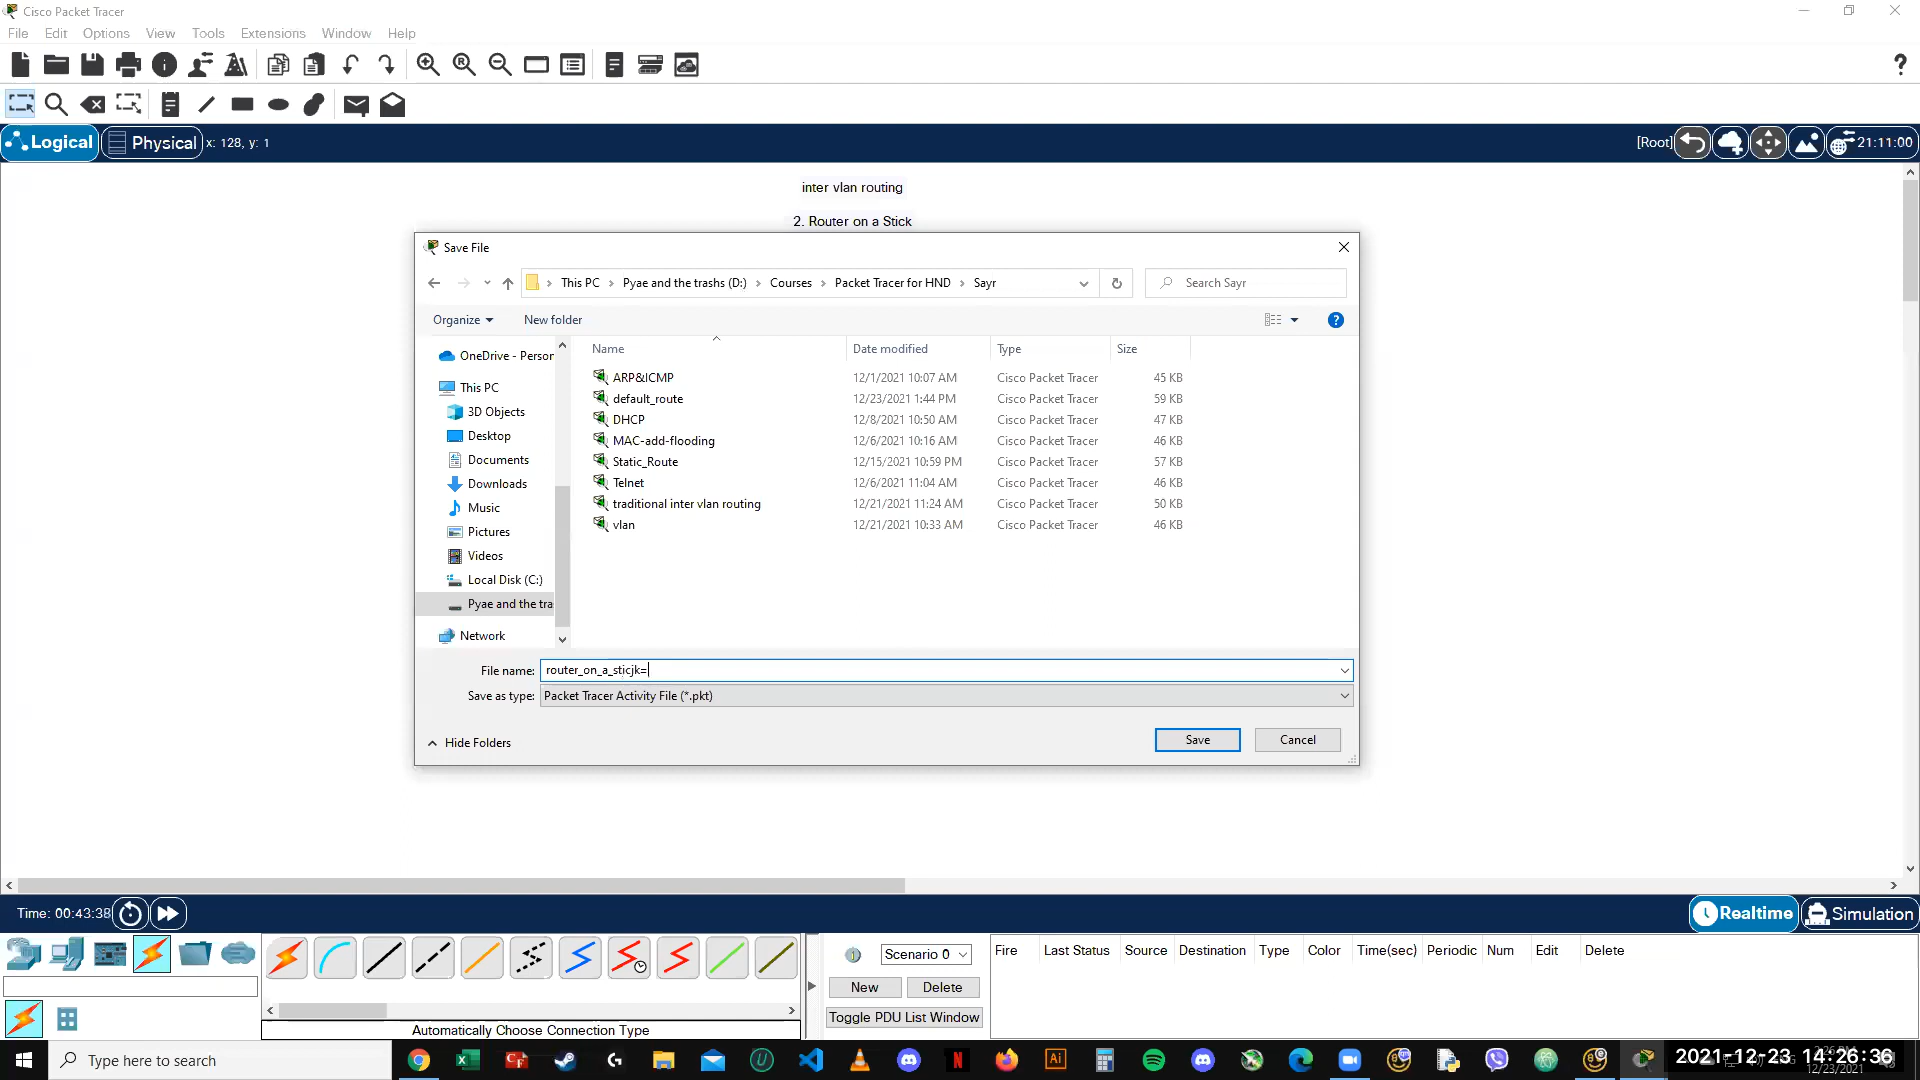 Cisco Packet Tracer
File Edit Options View Tools Extensions Window Help
?
Logical Physical x: 128, y: 1 [Root] 21:11:00
inter vlan routing
2. Router on a Stick
Save File
This PC > Pyae and the trashs (D:) > Courses > Packet Tracer for HND > Sayr Search Sayr
Organize New folder
Name Date modified Type Size
OneDrive - Person
This PC
3D Objects
Desktop
Documents
Downloads
Music
Pictures
Videos
Local Disk (C:)
Pyae and the tra
Network
ARP&ICMP 12/1/2021 10:07 AM Cisco Packet Tracer 45 KB
default_route 12/23/2021 1:44 PM Cisco Packet Tracer 59 KB
DHCP 12/8/2021 10:50 AM Cisco Packet Tracer 47 KB
MAC-add-flooding 12/6/2021 10:16 AM Cisco Packet Tracer 46 KB
Static_Route 12/15/2021 10:59 PM Cisco Packet Tracer 57 KB
Telnet 12/6/2021 11:04 AM Cisco Packet Tracer 46 KB
traditional inter vlan routing 12/21/2021 11:24 AM Cisco Packet Tracer 50 KB
vlan 12/21/2021 10:33 AM Cisco Packet Tracer 46 KB
File name: router_on_a_sticjk=
Save as type: Packet Tracer Activity File (*.pkt)
Hide Folders Save Cancel
Time: 00:43:38 Realtime Simulation
Scenario 0
New Delete
Toggle PDU List Window
Fire Last Status Source Destination Type Color Time(sec) Periodic Num Edit Delete
Automatically Choose Connection Type
Type here to search
2021-12-23 14:26:36
12/23/2021